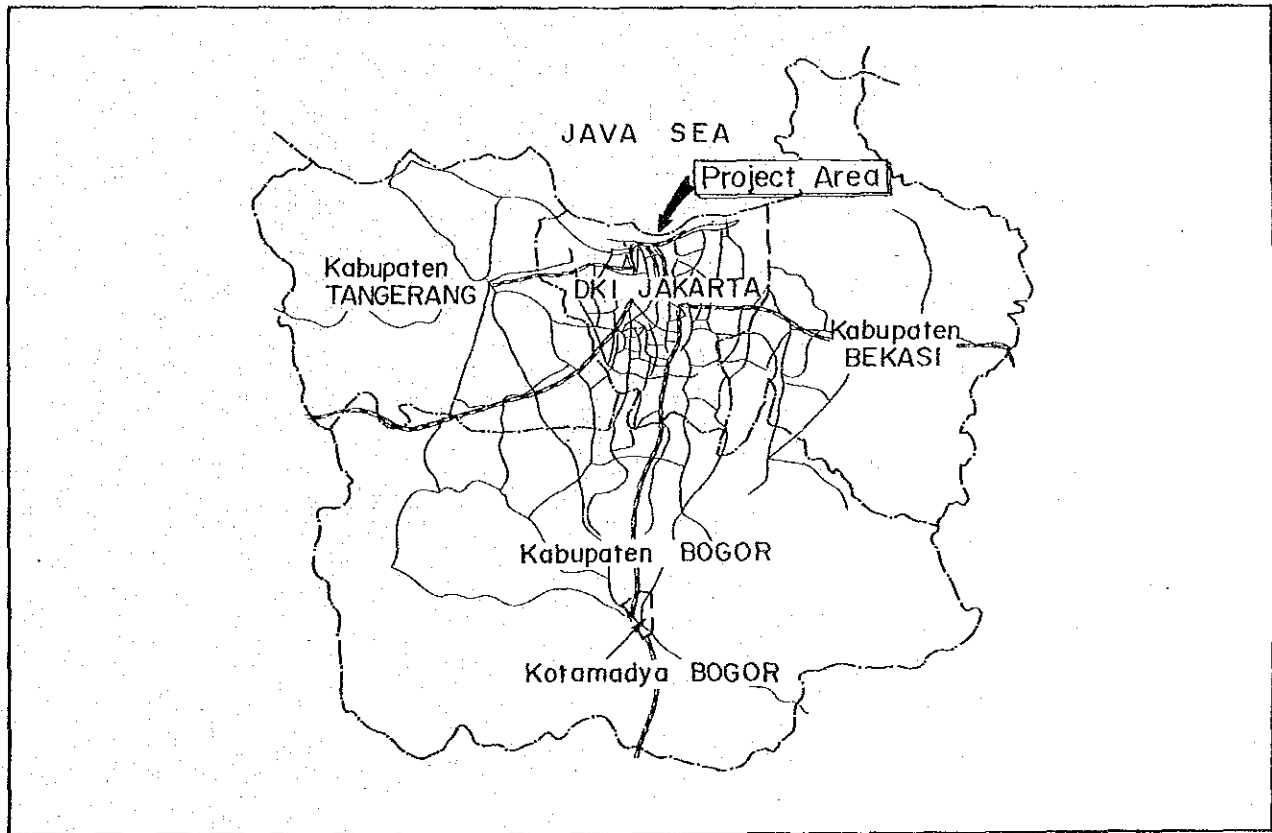 JAVA SEA
Project Area
Kabupaten
TANGERANG
DKI JAKARTA
Kabupaten
BEKASI
Kabupaten BOGOR
Kotamadya BOGOR